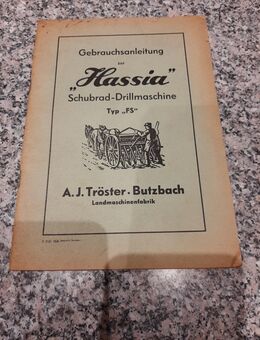 Gebrauchsanleitung
zur
„Hassia”
Schubrad-Drillmaschine
Typ „FS”
A. J. Tröster · Butzbach
Landmaschinenfabrik